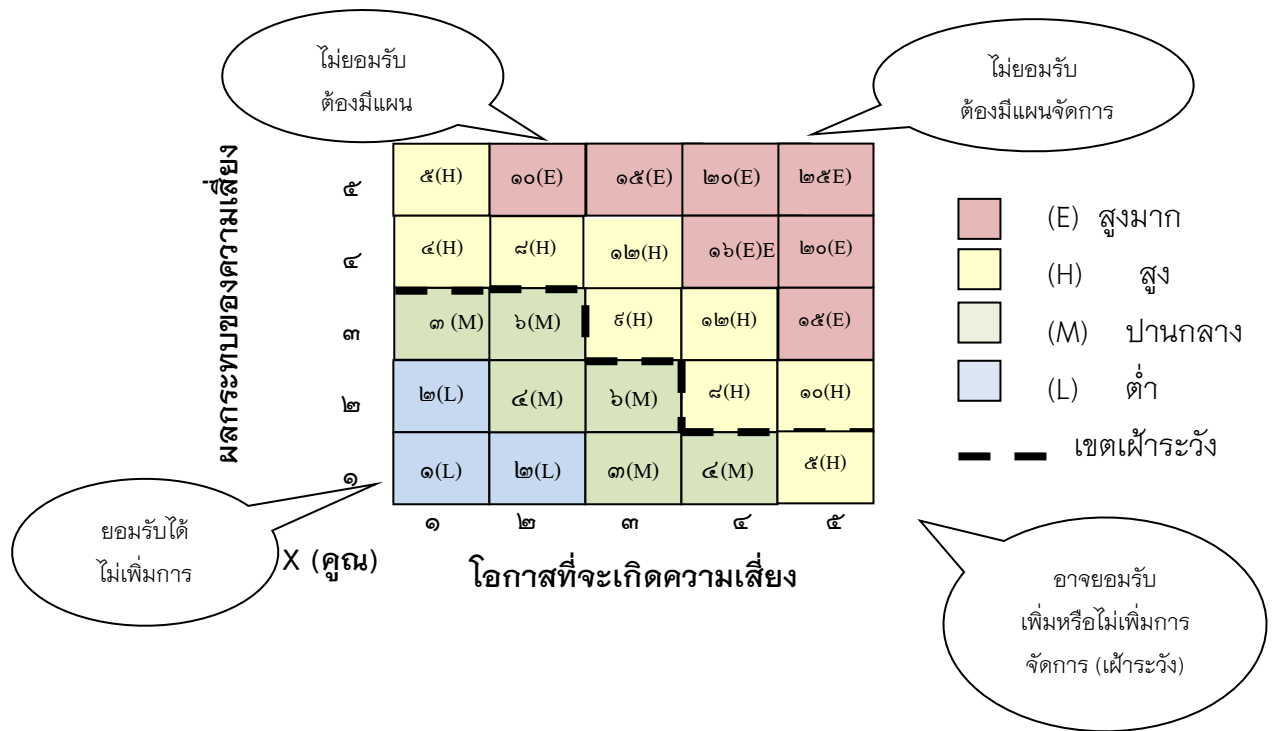 ไม่ยอมรับ
ต้องมีแผน
ไม่ยอมรับ
ต้องมีแผนจัดการ
ผลกระทบของความเสี่ยง
๕ ๕(H) ๑๐(E) ๑๕(E) ๒๐(E) ๒๕E)
๔ ๔(H) ๘(H) ๑๒(H) ๑๖(E)E ๒๐(E)
๓ ๓ (M) ๖(M) ๙(H) ๑๒(H) ๑๕(E)
๒ ๒(L) ๔(M) ๖(M) ๘(H) ๑๐(H)
๑ ๑(L) ๒(L) ๓(M) ๔(M) ๕(H)
๑ ๒ ๓ ๔ ๕
X (คูณ)
โอกาสที่จะเกิดความเสี่ยง
(E) สูงมาก
(H) สูง
(M) ปานกลาง
(L) ต่ำ
เขตเฝ้าระวัง
ยอมรับได้
ไม่เพิ่มการ
อาจยอมรับ
เพิ่มหรือไม่เพิ่มการ
จัดการ (เฝ้าระวัง)